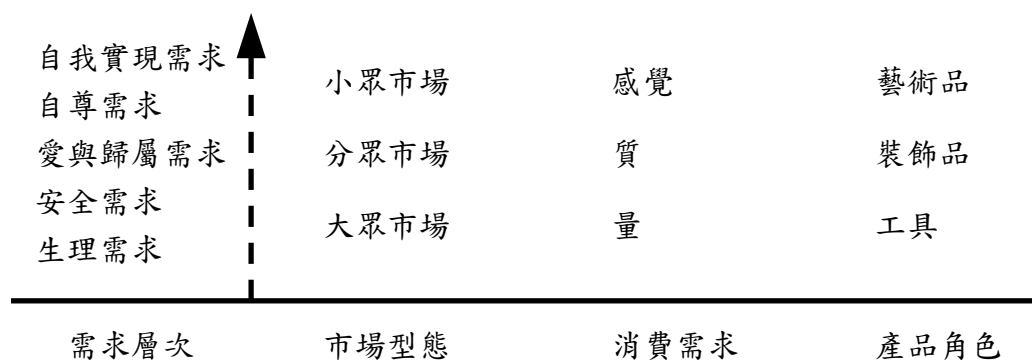 自我實現需求
自尊需求
愛與歸屬需求
安全需求
生理需求
小眾市場 感覺 藝術品
分眾市場 質 裝飾品
大眾市場 量 工具
需求層次 市場型態 消費需求 產品角色